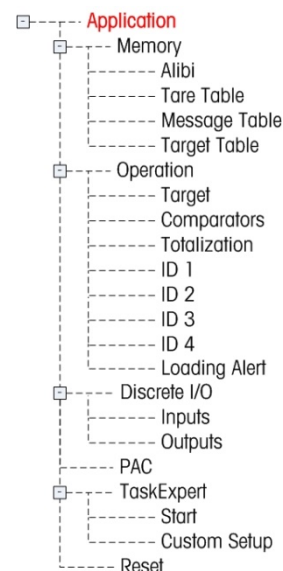 Application
Memory
Alibi
Tare Table
Message Table
Target Table
Operation
Target
Comparators
Totalization
ID 1
ID 2
ID 3
ID 4
Loading Alert
Discrete I/O
Inputs
Outputs
PAC
TaskExpert
Start
Custom Setup
Reset